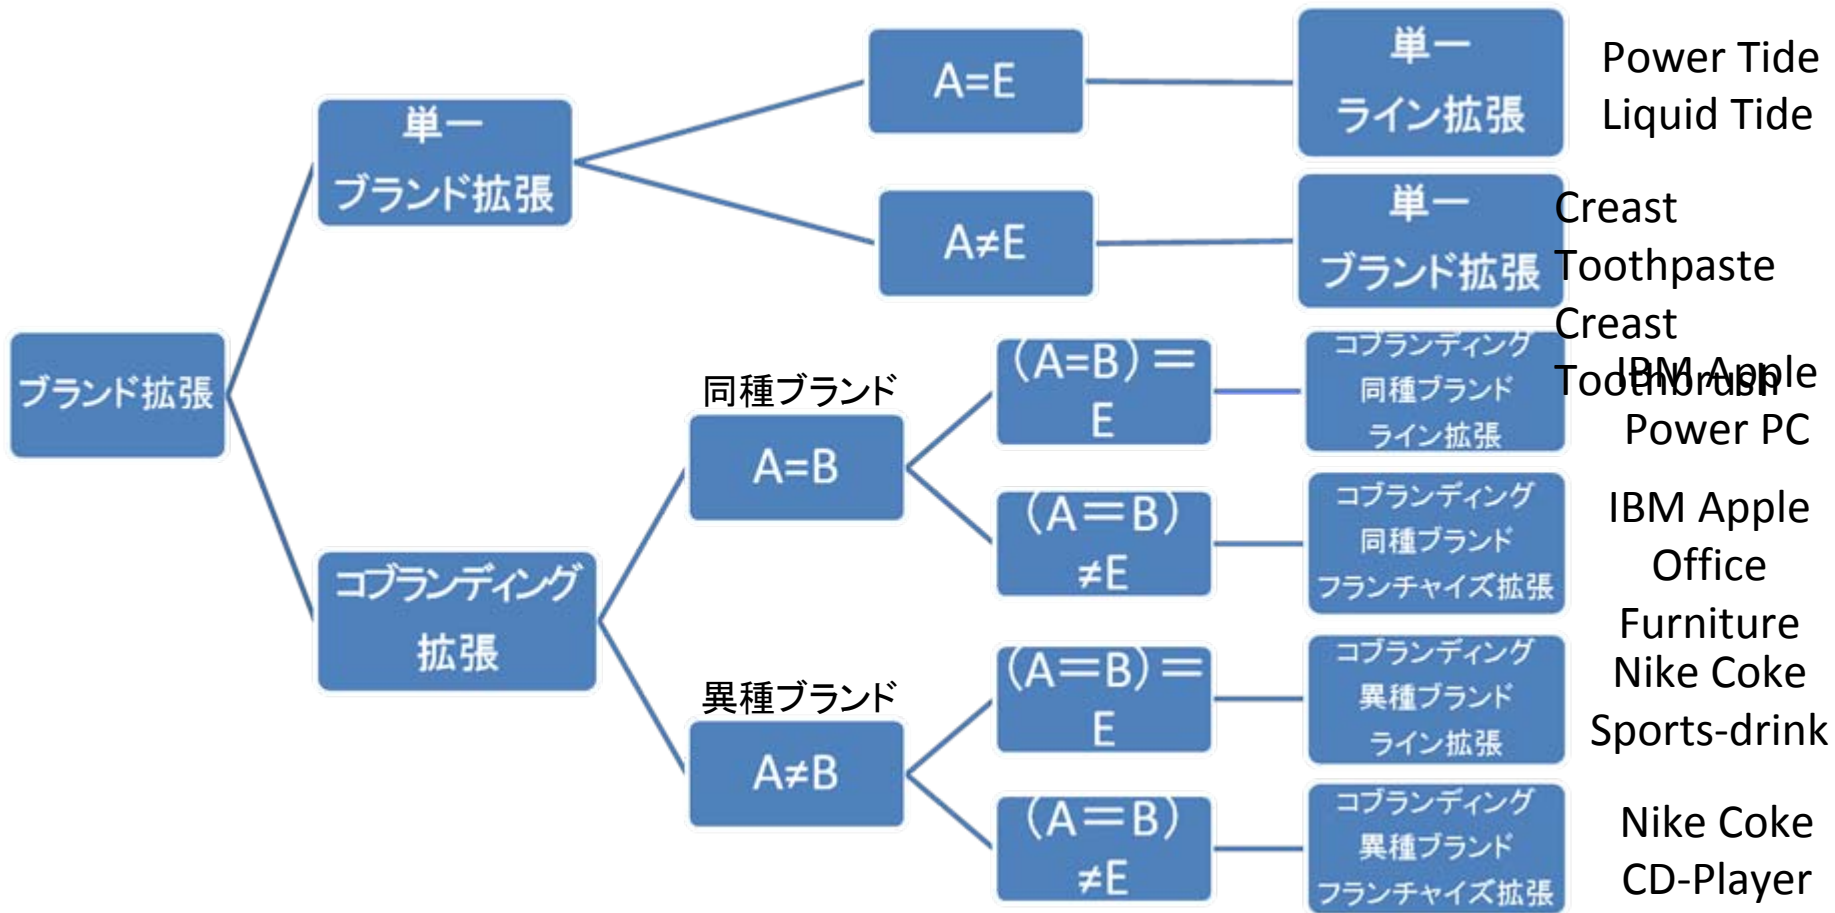 ブランド拡張
単一
ブランド拡張
コブランディング
拡張
A=E
A≠E
同種ブランド
A=B
異種ブランド
A≠B
(A=B)=
E
(A=B)
≠E
(A=B)=
E
(A=B)
≠E
単一
ライン拡張
Power Tide
Liquid Tide
単一
ブランド拡張
Creast
Toothpaste
Creast
Toothbrush
コブランディング
同種ブランド
ライン拡張
IBM Apple
Power PC
コブランディング
同種ブランド
フランチャイズ拡張
IBM Apple
Office
Furniture
コブランディング
異種ブランド
ライン拡張
Nike Coke
Sports-drink
コブランディング
異種ブランド
フランチャイズ拡張
Nike Coke
CD-Player